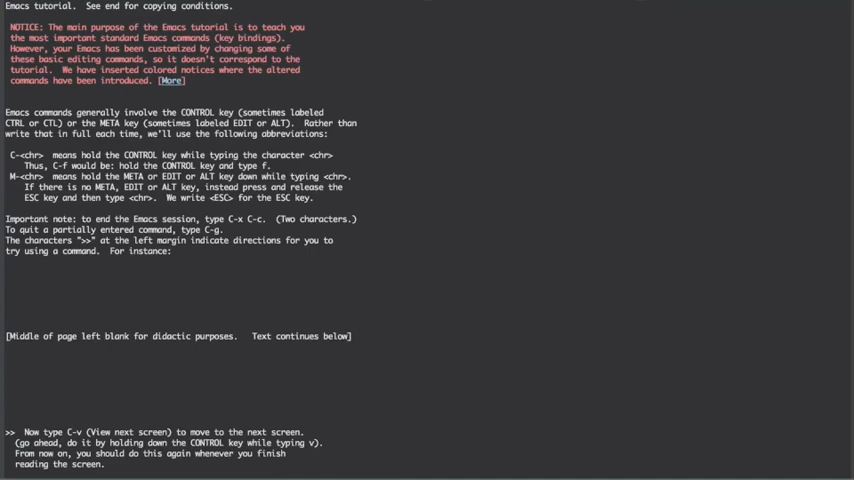 Emacs tutorial.  See end for copying conditions.
NOTICE: The main purpose of the Emacs tutorial is to teach you
the most important standard Emacs commands (key bindings).
However, your Emacs has been customized by changing some of
these basic editing commands, so it doesn't correspond to the
tutorial.  We have inserted colored notices where the altered
commands have been introduced. [More]
Emacs commands generally involve the CONTROL key (sometimes labeled
CTRL or CTL) or the META key (sometimes labeled EDIT or ALT).  Rather than
write that in full each time, we'll use the following abbreviations:
C-<chr>  means hold the CONTROL key while typing the character <chr>
Thus, C-f would be: hold the CONTROL key and type f.
M-<chr>  means hold the META or EDIT or ALT key down while typing <chr>.
If there is no META, EDIT or ALT key, instead press and release the
ESC key and then type <chr>.  We write <ESC> for the ESC key.
Important note: to end the Emacs session, type C-x C-c.  (Two characters.)
To quit a partially entered command, type C-g.
The characters ">>" at the left margin indicate directions for you to
try using a command.  For instance:
[Middle of page left blank for didactic purposes.   Text continues below]
>>  Now type C-v (View next screen) to move to the next screen.
(go ahead, do it by holding down the CONTROL key while typing v).
From now on, you should do this again whenever you finish
reading the screen.